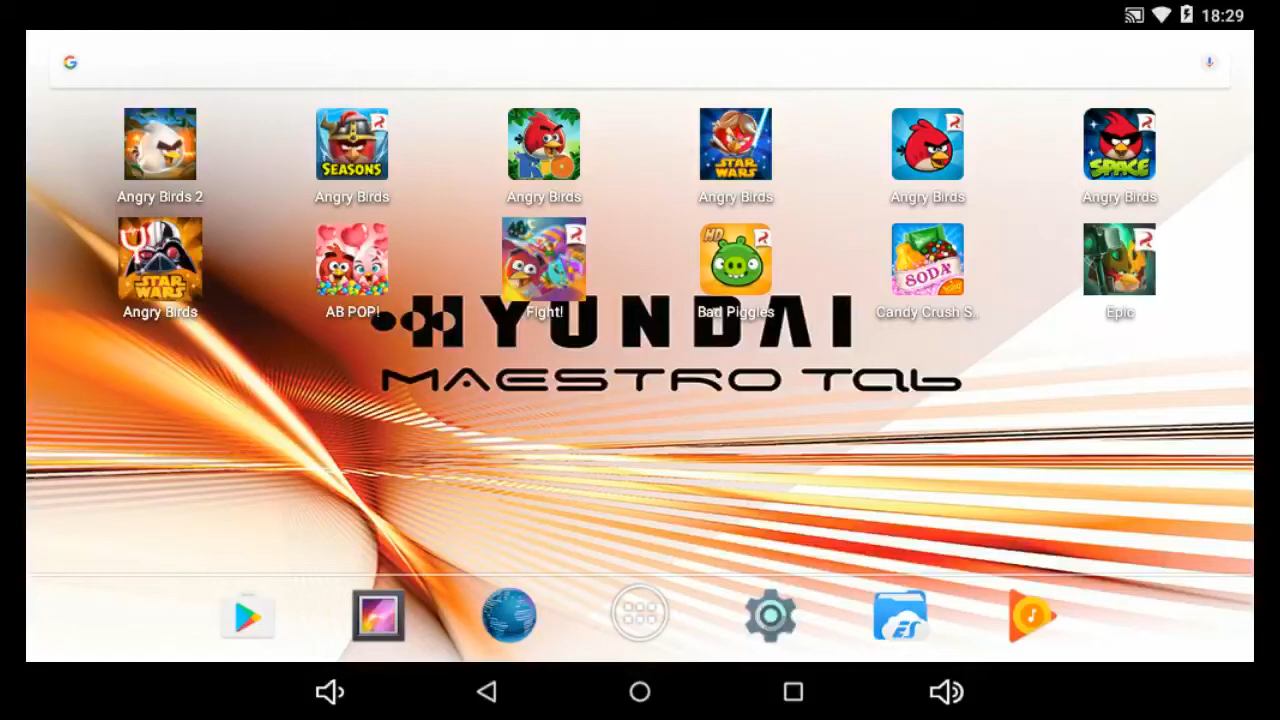 18:29
SEASONS
RIO
STAR WARS
SPACE
Angry Birds 2
Angry Birds
Angry Birds
Angry Birds
Angry Birds
Angry Birds
STAR WARS
HD
SODA
Angry Birds
AB POP!
Fight!
Bad Piggies
Candy Crush S..
Epic
HYUNDAI
MAESTRO Tab
ES